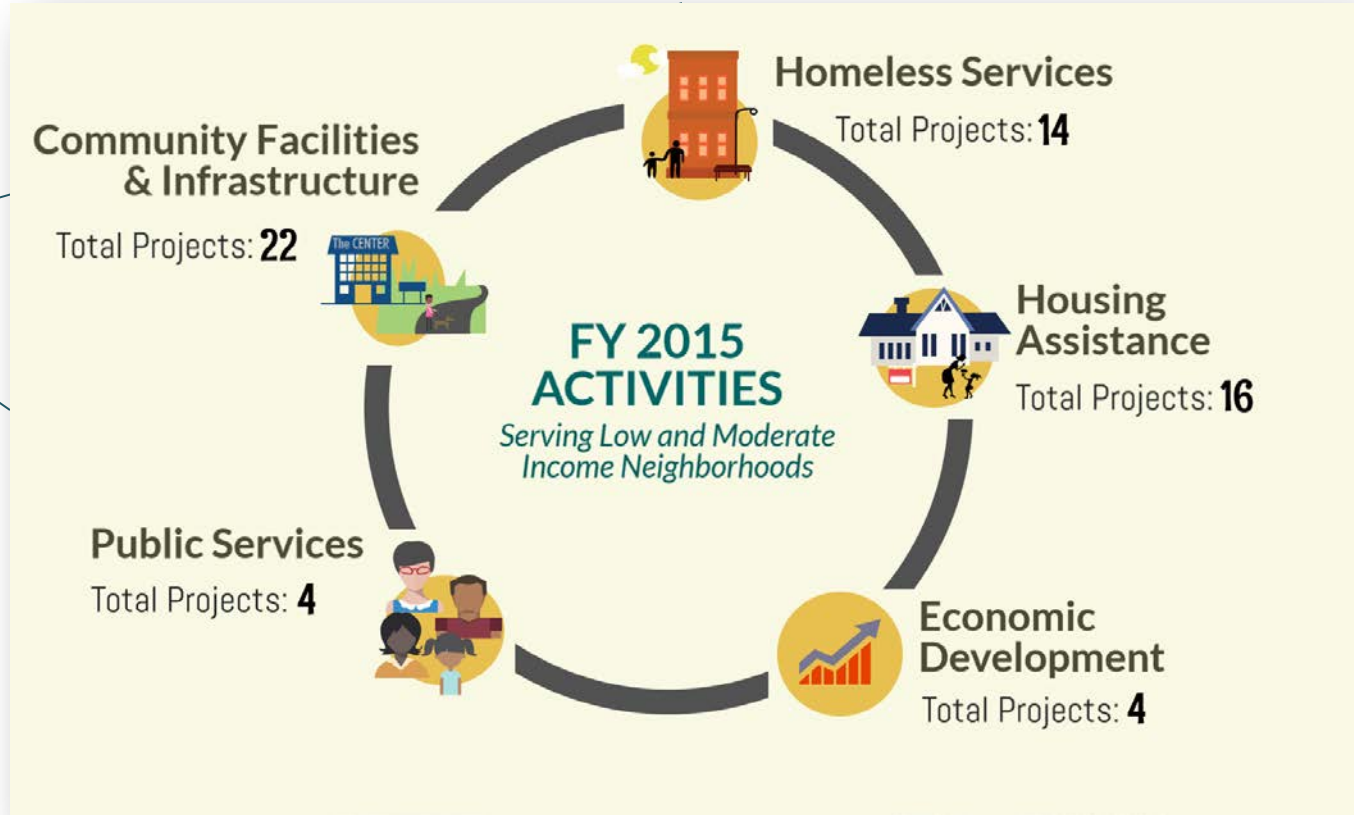 Homeless Services
Total Projects: 14
Community Facilities
& Infrastructure
Total Projects: 22
The CENTER
Housing
Assistance
Total Projects: 16
FY 2015
ACTIVITIES
Serving Low and Moderate
Income Neighborhoods
Public Services
Total Projects: 4
Economic
Development
Total Projects: 4